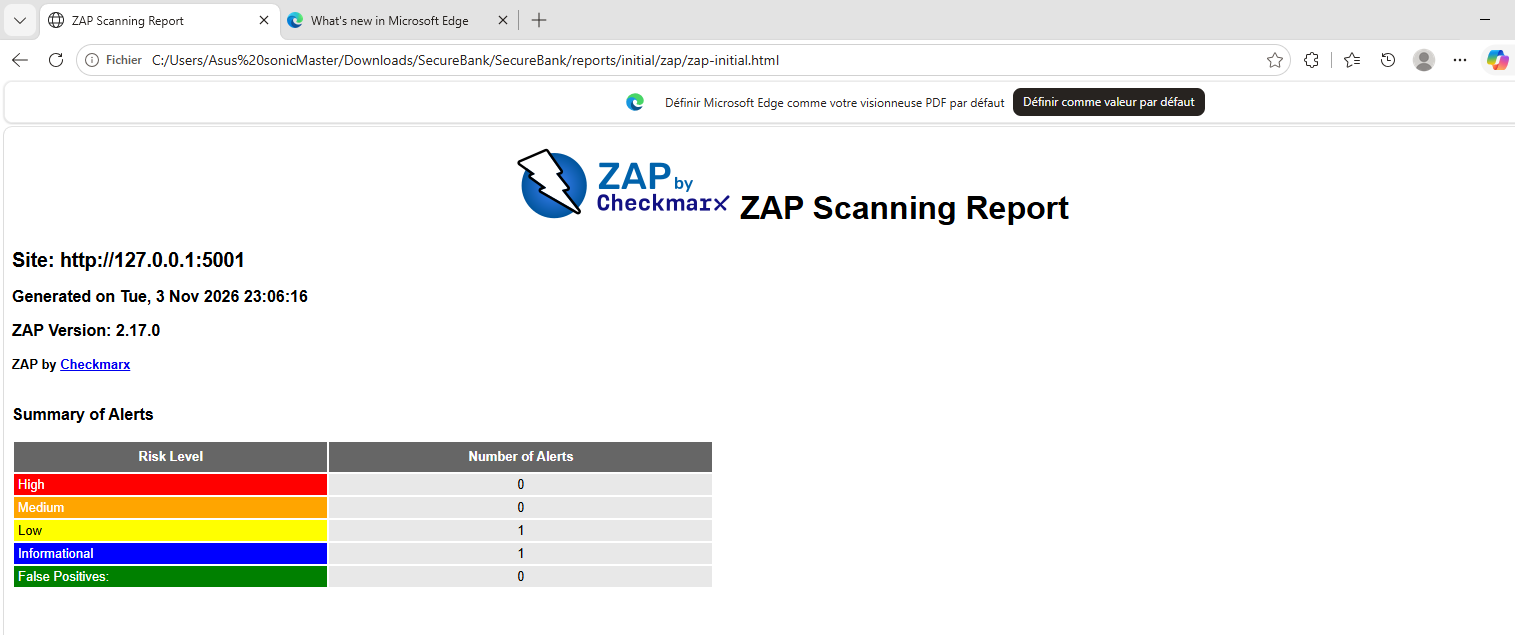 ZAP Scanning Report
What's new in Microsoft Edge
Fichier C:/Users/Asus%20sonicMaster/Downloads/SecureBank/SecureBank/reports/initial/zap/zap-initial.html
Définir Microsoft Edge comme votre visionneuse PDF par défaut Définir comme valeur par défaut
ZAP by Checkmarx ZAP Scanning Report
Site: http://127.0.0.1:5001
Generated on Tue, 3 Nov 2026 23:06:16
ZAP Version: 2.17.0
ZAP by Checkmarx
Summary of Alerts
Risk Level Number of Alerts
High 0
Medium 0
Low 1
Informational 1
False Positives: 0